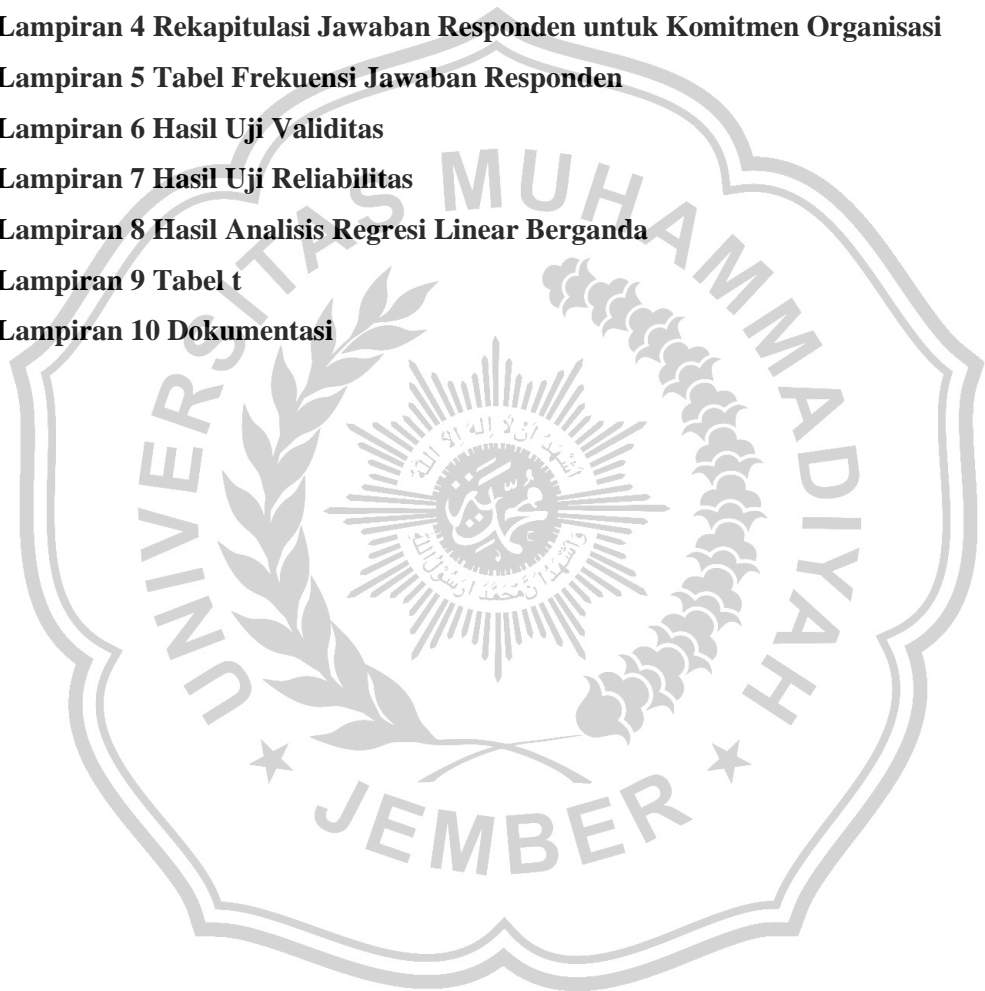 Lampiran 4 Rekapitulasi Jawaban Responden untuk Komitmen Organisasi
Lampiran 5 Tabel Frekuensi Jawaban Responden
Lampiran 6 Hasil Uji Validitas
Lampiran 7 Hasil Uji Reliabilitas
Lampiran 8 Hasil Analisis Regresi Linear Berganda
Lampiran 9 Tabel t
Lampiran 10 Dokumentasi
UNIVERSITAS MUHAMMADIYAH
JEMBER